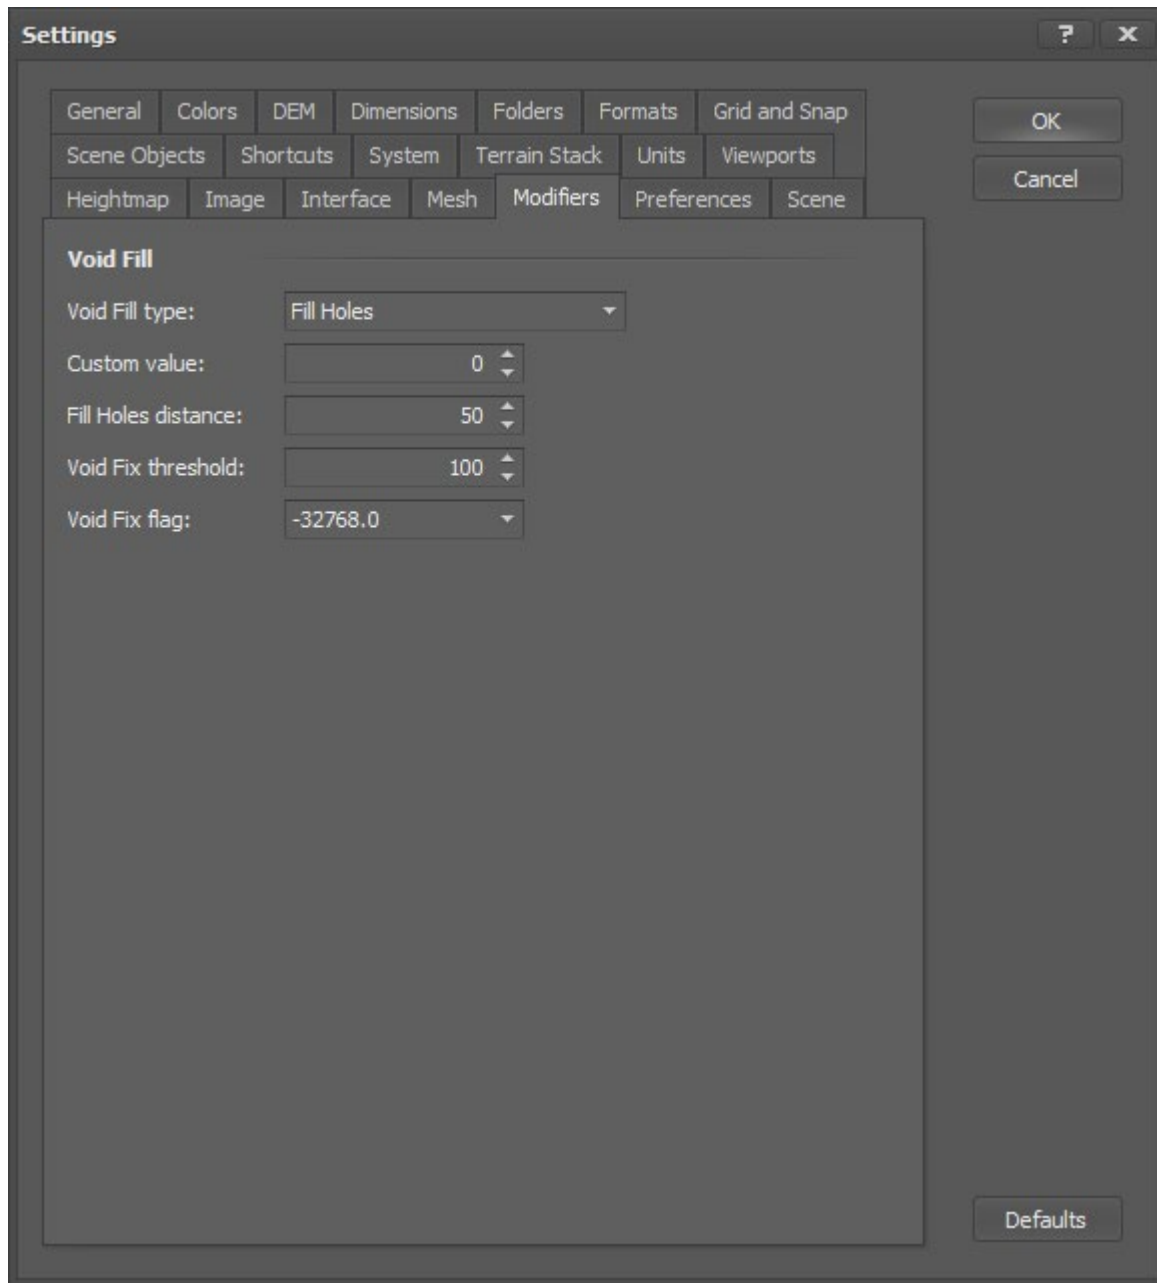 Settings
General Colors DEM Dimensions Folders Formats Grid and Snap
OK
Scene Objects Shortcuts System Terrain Stack Units Viewports
Cancel
Heightmap Image Interface Mesh Modifiers Preferences Scene
Void Fill
Void Fill type: Fill Holes
Custom value: 0
Fill Holes distance: 50
Void Fix threshold: 100
Void Fix flag: -32768.0
Defaults